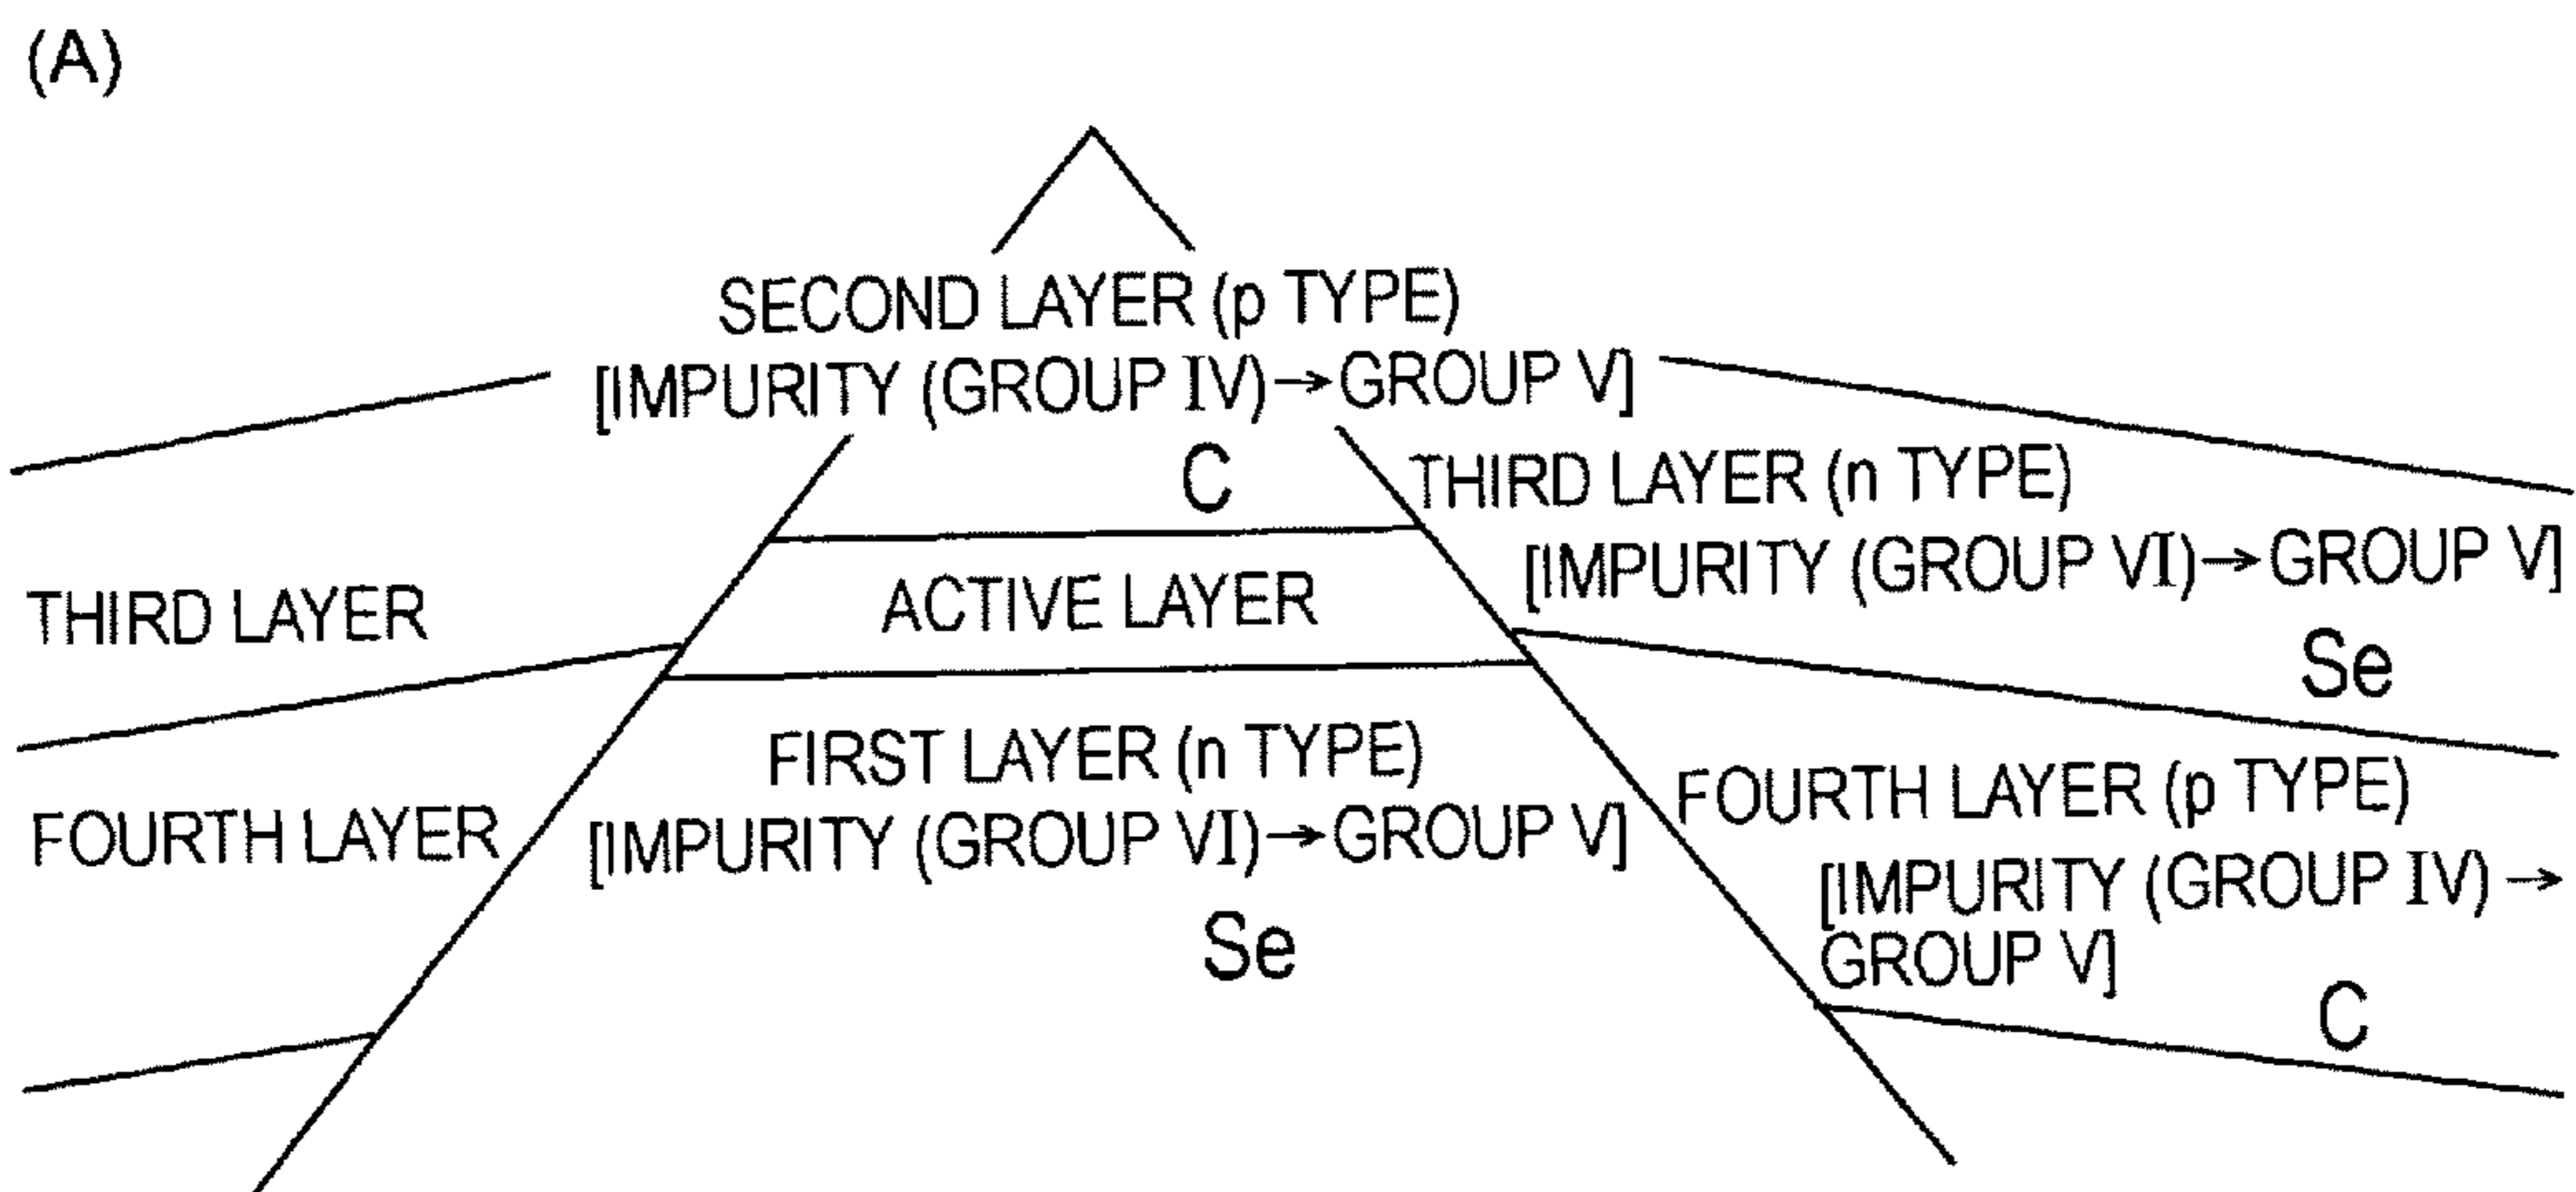 (A)
SECOND LAYER (p TYPE)
[IMPURITY (GROUP IV)→GROUP V]
C
THIRD LAYER (n TYPE)
[IMPURITY (GROUP VI)→GROUP V]
Se
THIRD LAYER
ACTIVE LAYER
FIRST LAYER (n TYPE)
[IMPURITY (GROUP VI)→GROUP V]
Se
FOURTH LAYER
FOURTH LAYER (p TYPE)
[IMPURITY (GROUP IV) →
GROUP V]
C